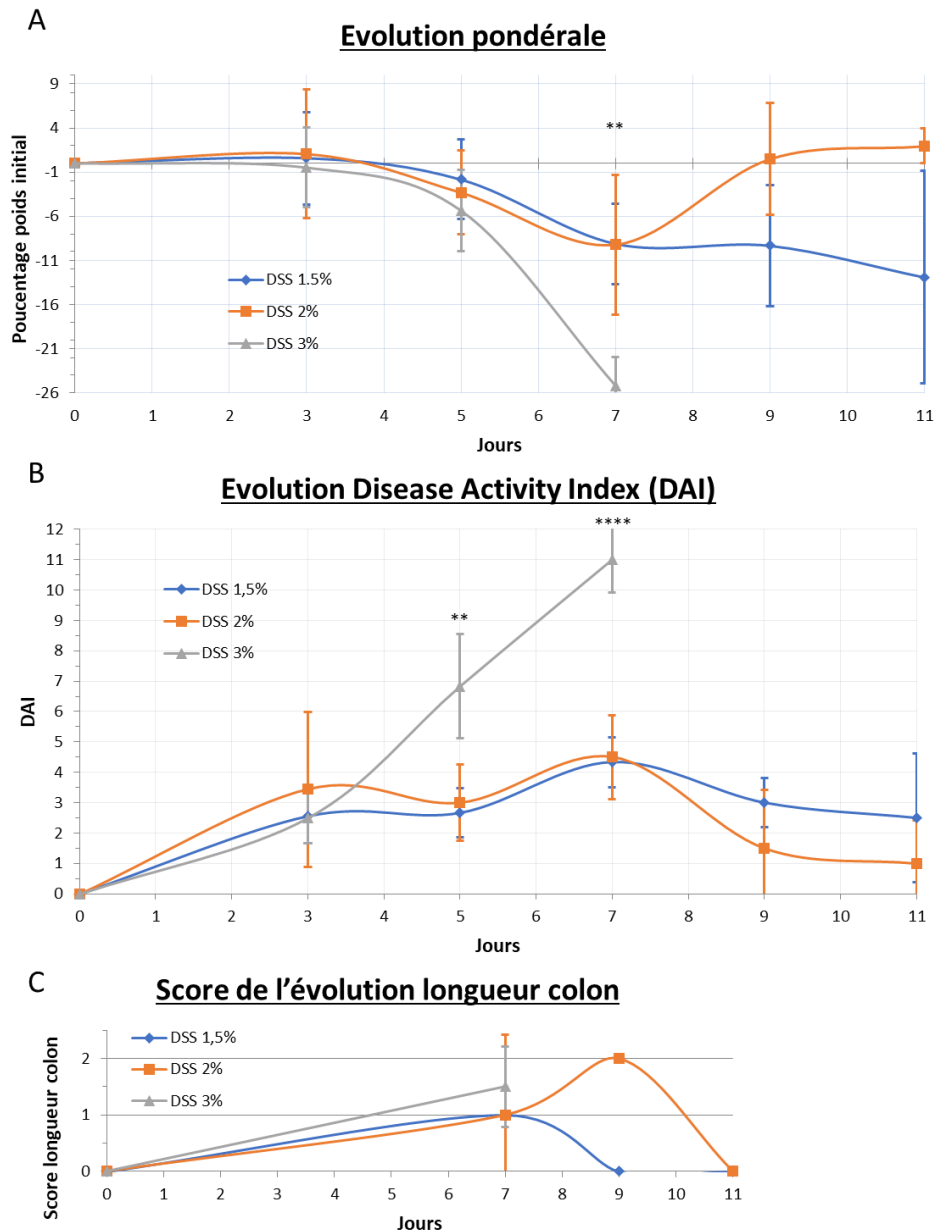 A
Evolution pondérale
Poucentage poids initial
9
4
-1
-6
-11
-16
-21
-26
**
DSS 1.5%
DSS 2%
DSS 3%
0 1 2 3 4 5 6 7 8 9 10 11
Jours
B
Evolution Disease Activity Index (DAI)
DAI
12
11
10
9
8
7
6
5
4
3
2
1
0
****
**
DSS 1,5%
DSS 2%
DSS 3%
0 1 2 3 4 5 6 7 8 9 10 11
Jours
C
Score de l'évolution longueur colon
Score longueur colon
2
1
0
DSS 1,5%
DSS 2%
DSS 3%
0 1 2 3 4 5 7 9 11
Jours